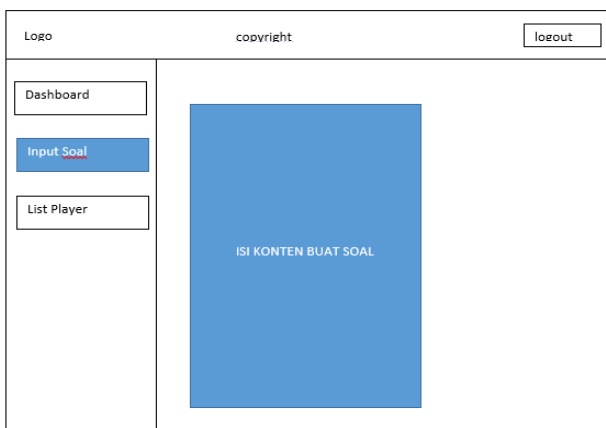 Logo
copyright
logout
Dashboard
Input Soal
List Player
ISI KONTEN BUAT SOAL